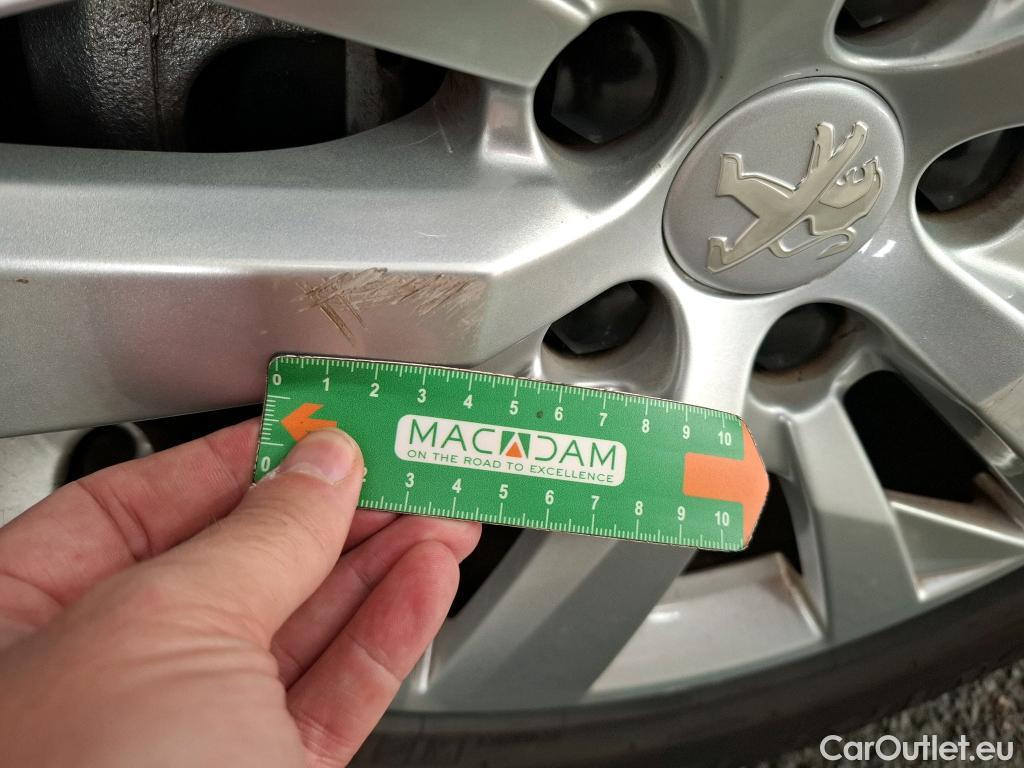 0 1 2 3 4 5 6 7 8 9 10
MACADAM
ON THE ROAD TO EXCELLENCE
0 2 3 4 5 6 7 8 9 10
CarOutlet.eu